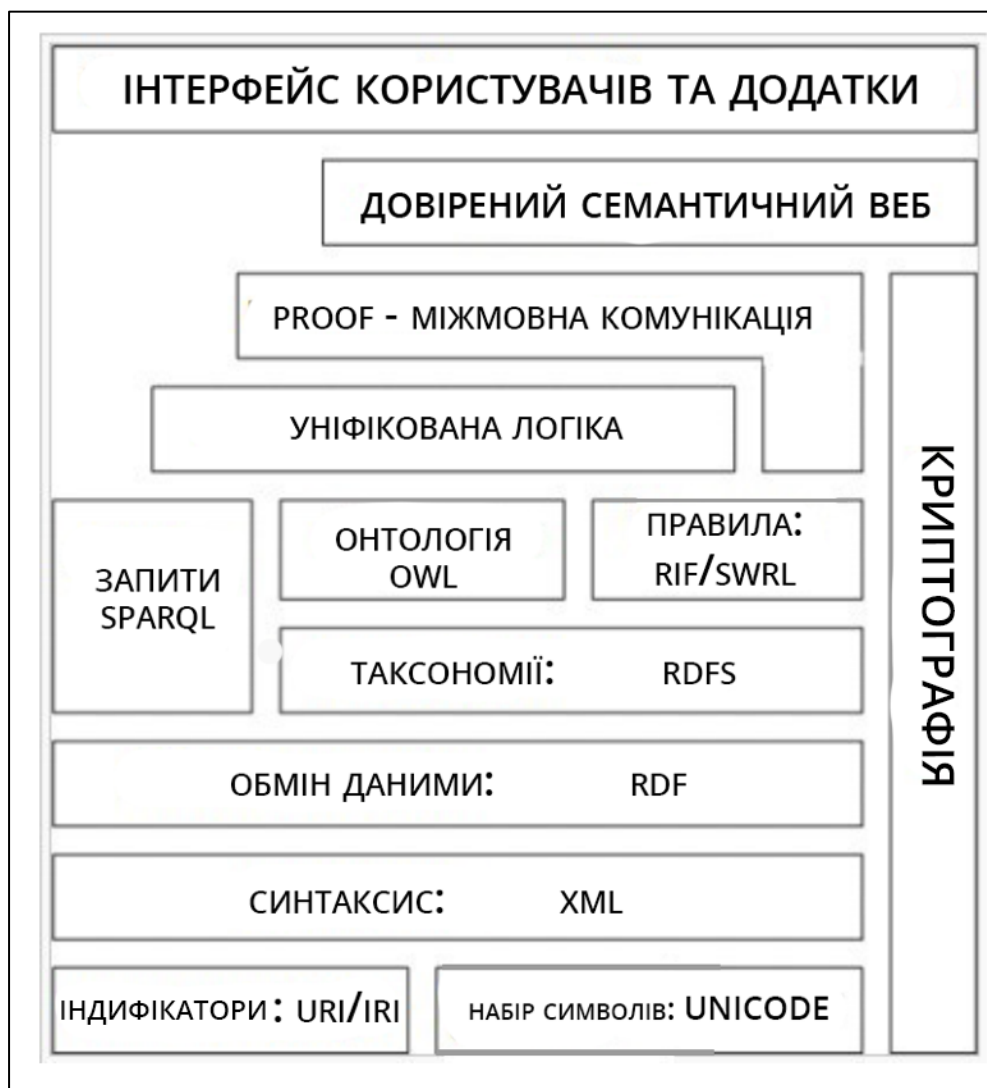 ІНТЕРФЕЙС КОРИСТУВАЧІВ ТА ДОДАТКИ
ДОВІРЕНИЙ СЕМАНТИЧНИЙ ВЕБ
PROOF - МІЖМОВНА КОМУНІКАЦІЯ
УНІФІКОВАНА ЛОГІКА
ЗАПИТИ
SPARQL
ОНТОЛОГІЯ
OWL
ПРАВИЛА:
RIF/SWRL
ТАКСОНОМІЇ: RDFS
ОБМІН ДАНИМИ: RDF
СИНТАКСИС: XML
ІНДИФІКАТОРИ: URI/IRI
НАБІР СИМВОЛІВ: UNICODE
КРИПТОГРАФІЯ